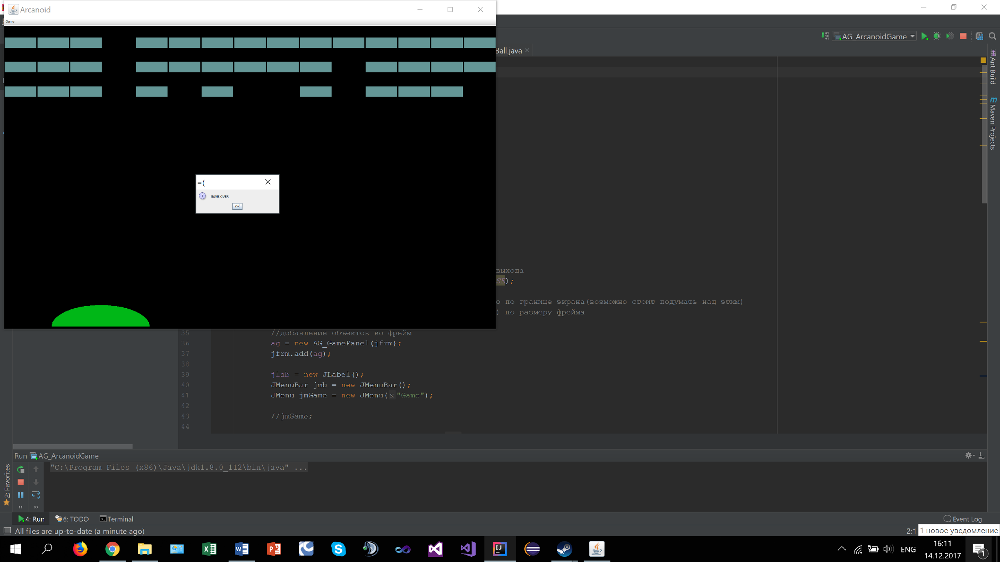 Arcanoid
Game
AG_ArcanoidGame
Ball.java
Ant Build
Maven Projects
=(
GAME OVER
OK
выхода
SE);
о по границе экрана(возможно стоит подумать над этим)
) по размеру фрейма
35 //добавление объектов во фрейм
36 ag = new AG_GamePanel(jfrm);
37 jfrm.add(ag);
38
39 jlab = new JLabel();
40 JMenuBar jmb = new JMenuBar();
41 JMenu jmGame = new JMenu( s: "Game");
42
43 //jmGame;
44
Run AG_ArcanoidGame
"C:\Program Files (x86)\Java\jdk1.8.0_112\bin\java" ...
2: Favorites
4: Run 6: TODO Terminal Event Log
All files are up-to-date (a minute ago) 2:1
1 новое уведомление
ENG
16:11
14.12.2017
1